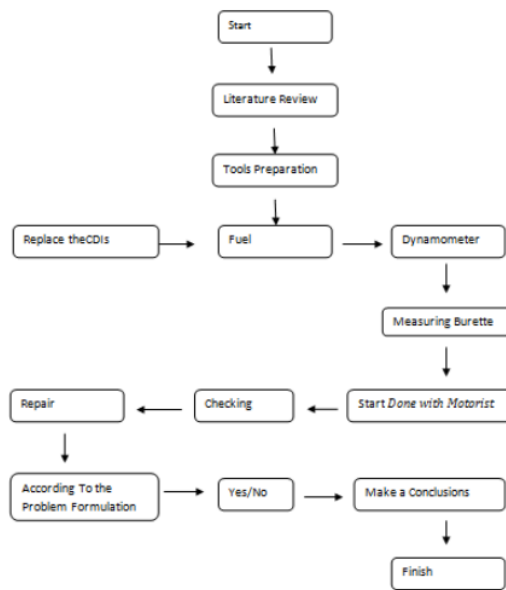 Start
Literature Review
Tools Preparation
Replace theCDIs
Fuel
Dynamometer
Measuring Burette
Repair
Checking
Start Done with Motorist
According To the
Problem Formulation
Yes/No
Make a Conclusions
Finish